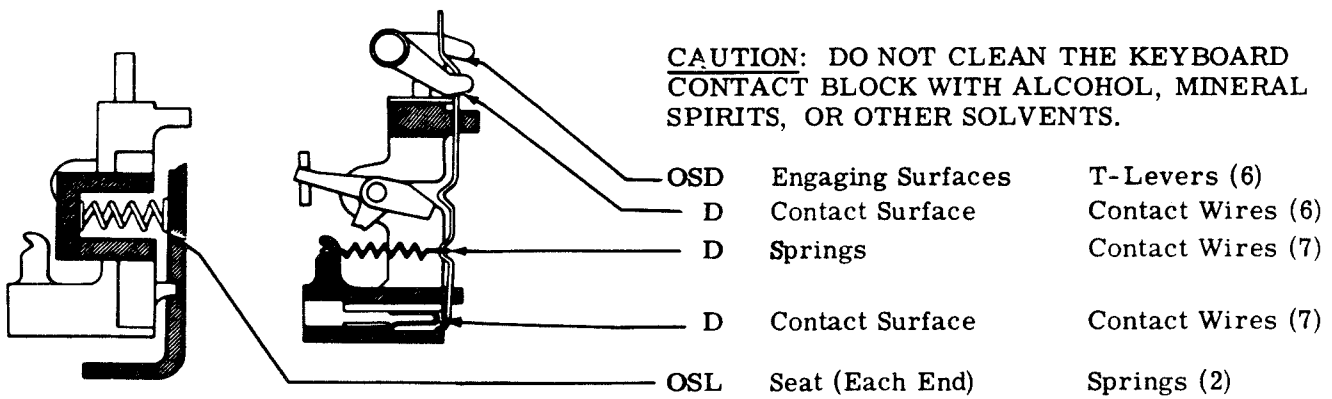 CAUTION: DO NOT CLEAN THE KEYBOARD
CONTACT BLOCK WITH ALCOHOL, MINERAL
SPIRITS, OR OTHER SOLVENTS.
OSD Engaging Surfaces T-Levers (6)
D Contact Surface Contact Wires (6)
D Springs Contact Wires (7)
D Contact Surface Contact Wires (7)
OSL Seat (Each End) Springs (2)